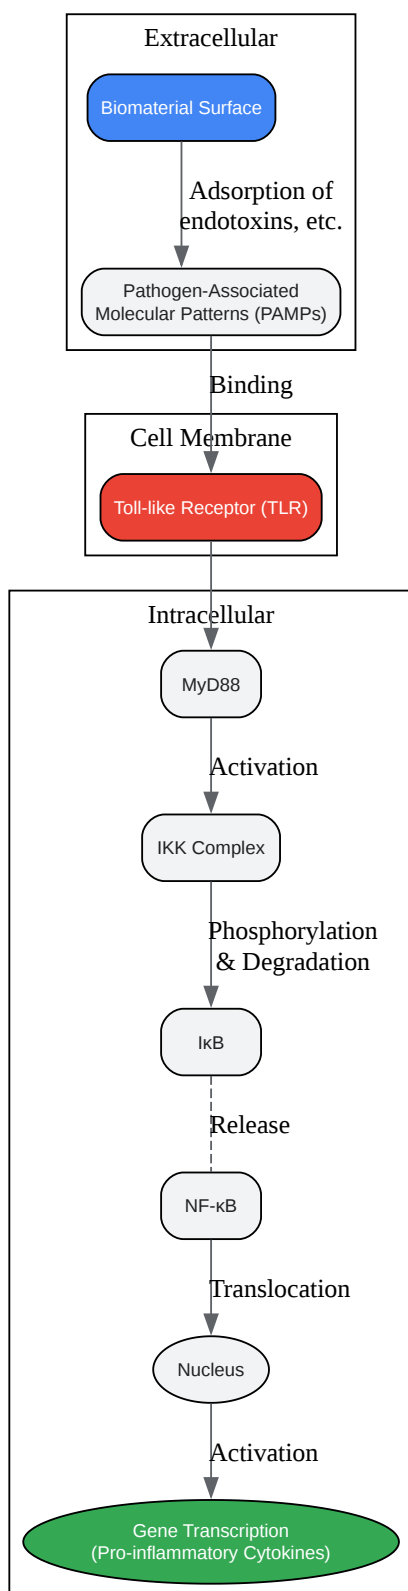 Extracellular
Biomaterial Surface
Adsorption of
endotoxins, etc.
Pathogen-Associated
Molecular Patterns (PAMPs)
Binding
Cell Membrane
Toll-like Receptor (TLR)
Intracellular
MyD88
Activation
IKK Complex
Phosphorylation
& Degradation
IκB
Release
NF-κB
Translocation
Nucleus
Activation
Gene Transcription
(Pro-inflammatory Cytokines)